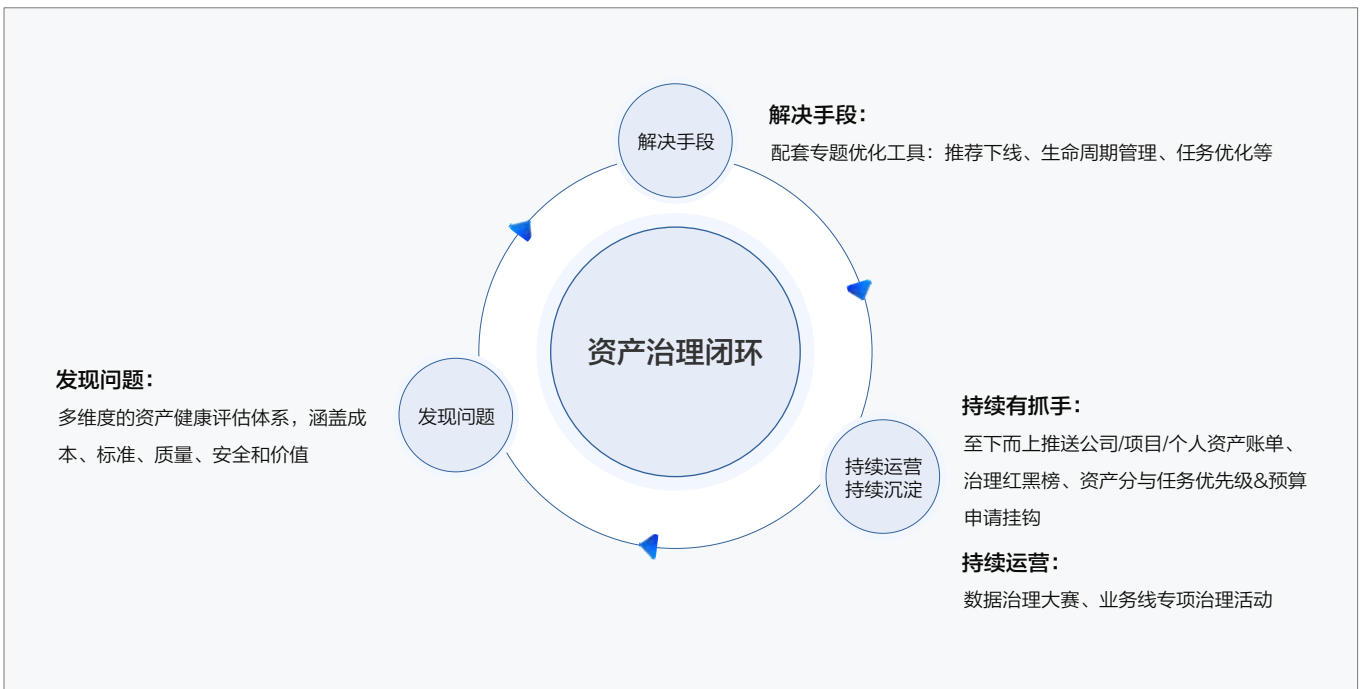 解决手段
解决手段：
配套专题优化工具：推荐下线、生命周期管理、任务优化等
资产治理闭环
发现问题：
多维度的资产健康评估体系，涵盖成
本、标准、质量、安全和价值
发现问题
持续运营
持续沉淀
持续有抓手：
至下而上推送公司/项目/个人资产账单、
治理红黑榜、资产分与任务优先级&预算
申请挂钩
持续运营：
数据治理大赛、业务线专项治理活动